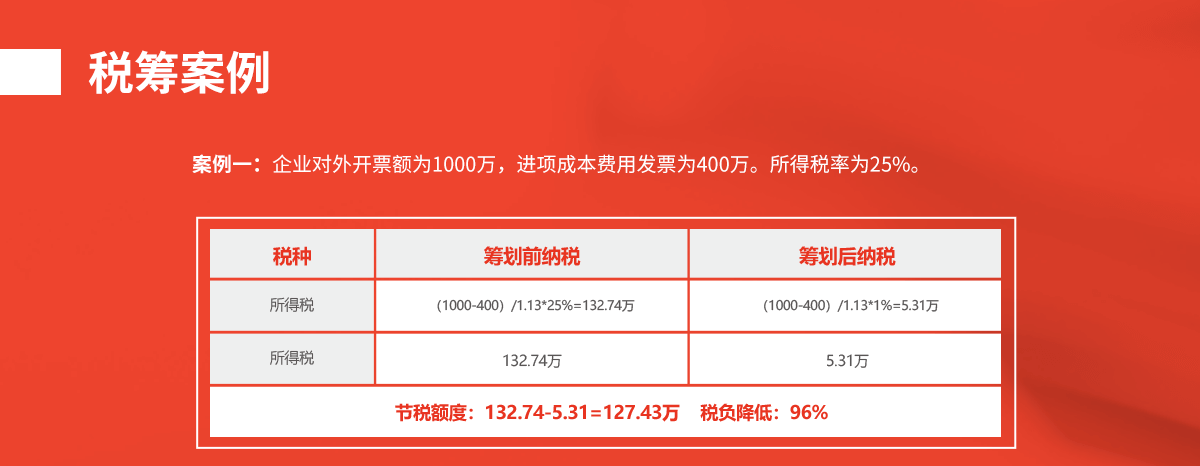 税筹案例
案例一：企业对外开票额为1000万，进项成本费用发票为400万。所得税率为25%。
税种 筹划前纳税 筹划后纳税
所得税 （1000-400）/1.13*25%=132.74万 （1000-400）/1.13*1%=5.31万
所得税 132.74万 5.31万
节税额度：132.74-5.31=127.43万 税负降低：96%